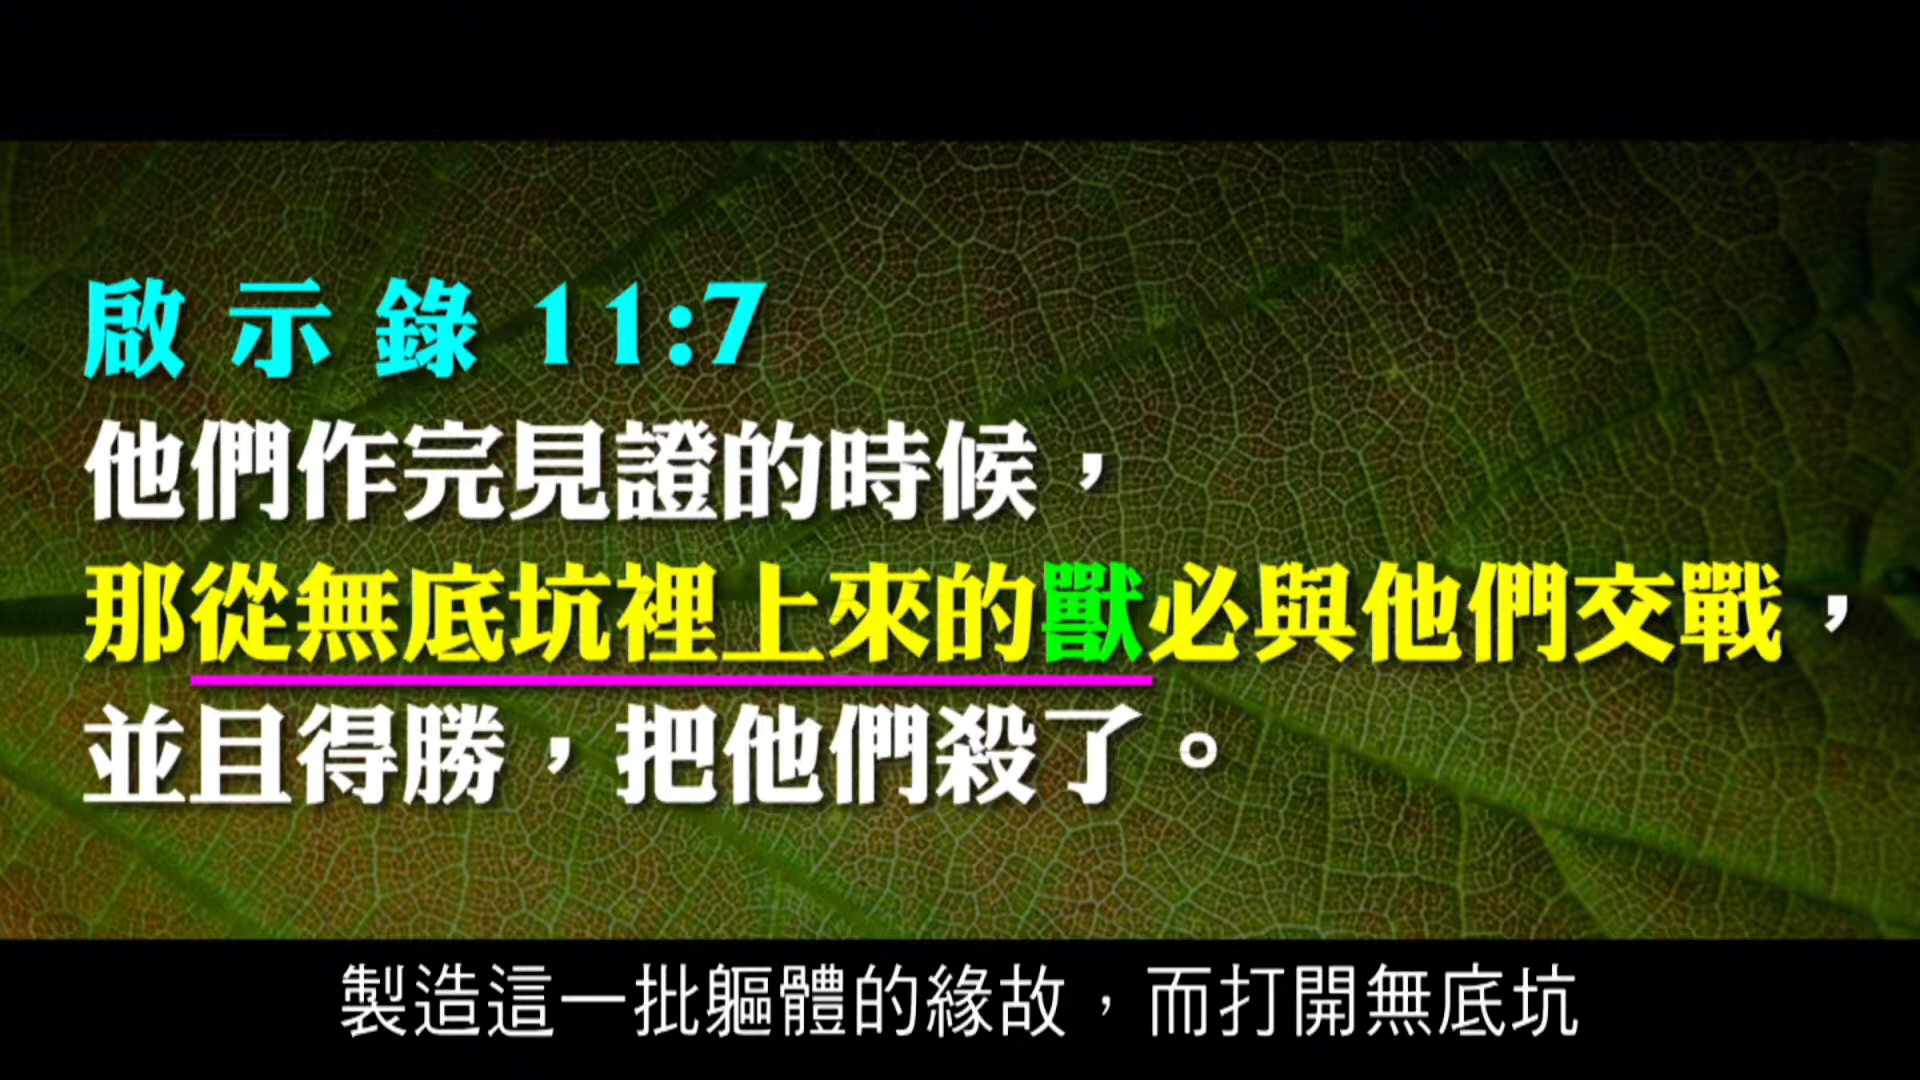 啟示錄 11:7
他們作完見證的時候，
那從無底坑裡上來的獸必與他們交戰，
並且得勝，把他們殺了。
製造這一批軀體的緣故，而打開無底坑